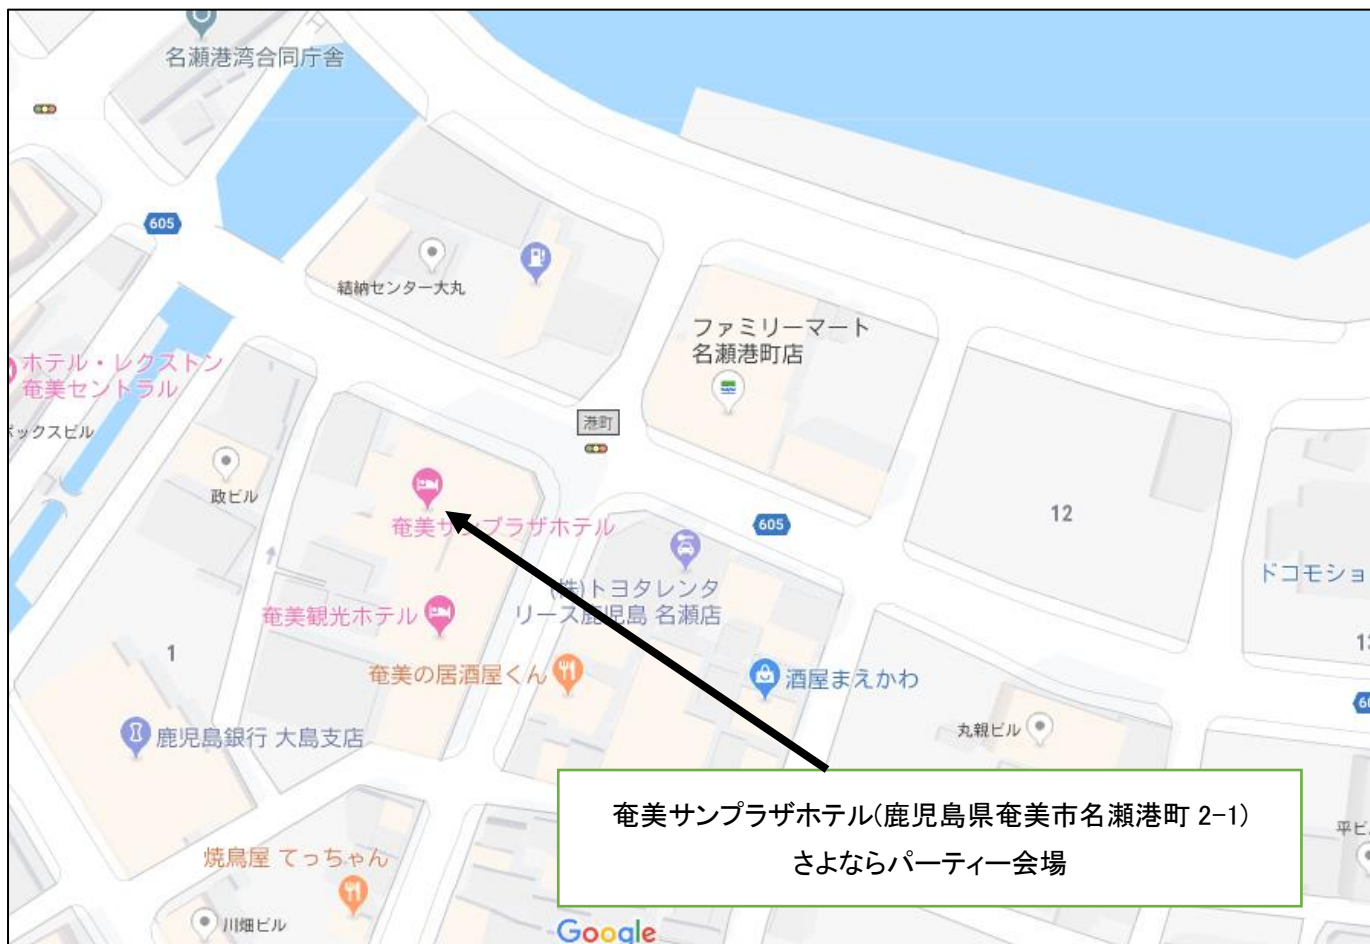 名瀬港湾合同庁舎
605
結納センター大丸
ファミリーマート
名瀬港町店
ホテル・レクストン
奄美セントラル
ックスビル
港町
政ビル
奄美サンプラザホテル
605
12
(株)トヨタレンタ
リース鹿児島 名瀬店
ドコモショ
奄美観光ホテル
1
奄美の居酒屋くん
酒屋まえかわ
13
鹿児島銀行 大島支店
丸親ビル
60
奄美サンプラザホテル(鹿児島県奄美市名瀬港町 2-1)
さよならパーティー会場
平ビ
焼鳥屋 てっちゃん
川畑ビル
Google